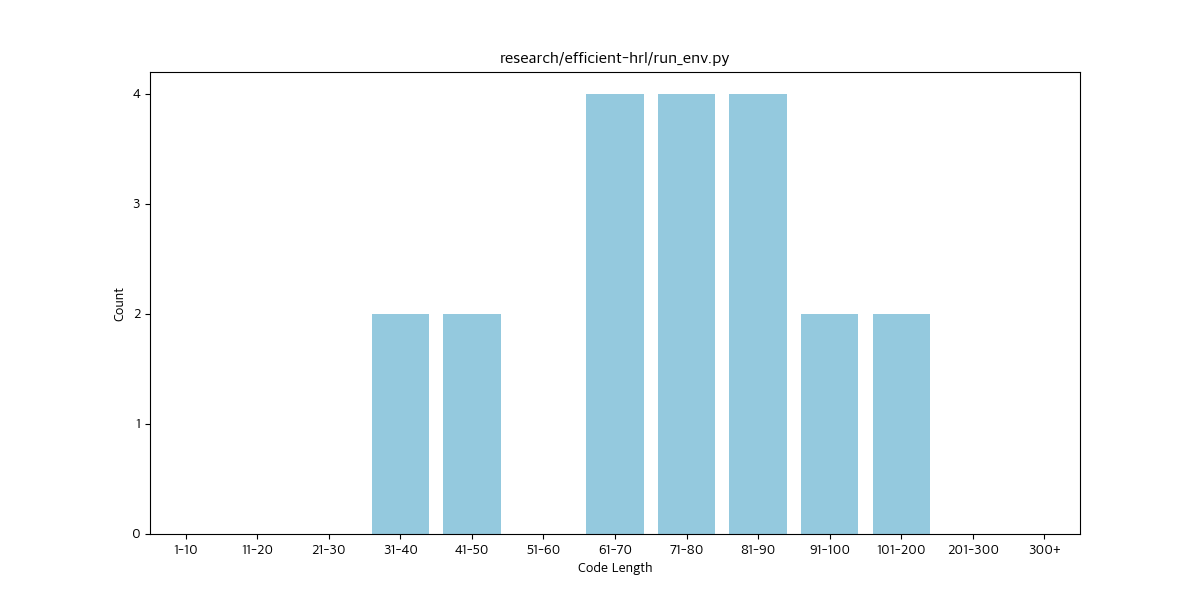 research/efficient-hrl/run_env.py
Count
4
3
2
1
0
1-10 11-20 21-30 31-40 41-50 51-60 61-70 71-80 81-90 91-100 101-200 201-300 300+
Code Length